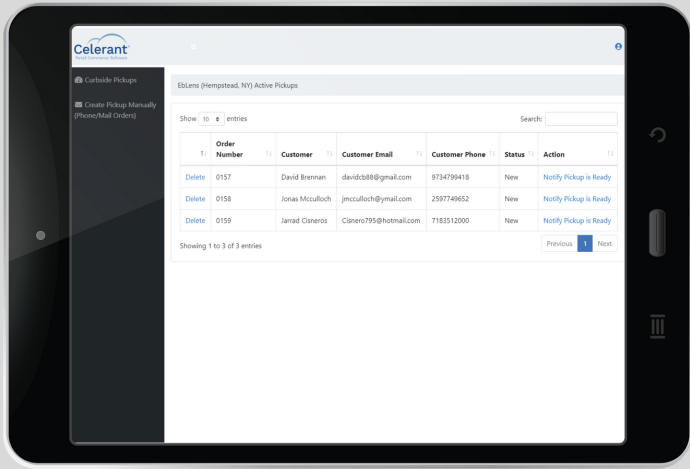 Celerant
Retail Commerce Software
Curbside Pickups
Create Pickup Manually
(Phone/Mail Orders)
EbLens (Hempstead, NY) Active Pickups
Show 10 entries
Search:
Order
Number Customer Customer Email Customer Phone Status Action
Delete 0157 David Brennan davidcb88@gmail.com 9734799418 New Notify Pickup is Ready
Delete 0158 Jonas Mcculloch jmcculloch@ymail.com 2597749652 New Notify Pickup is Ready
Delete 0159 Jarrad Cisneros Cisnero795@hotmail.com 7183512000 New Notify Pickup is Ready
Showing 1 to 3 of 3 entries
Previous 1 Next